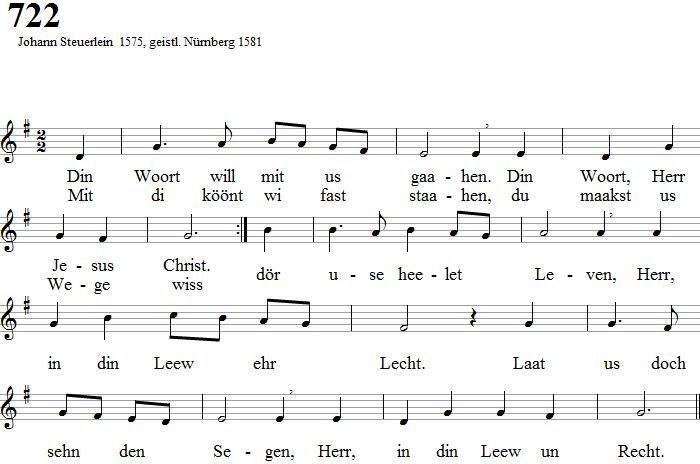 722
Johann Steuerlein 1575, geistl. Nürnberg 1581
2
2
Din Woort will mit us gaa - hen. Din Woort, Herr
Mit di köönt wi fast staa - hen, du maakst us
Je - sus Christ. dör u - se hee - let Le - ven, Herr,
We - ge wiss
in din Leew ehr Lecht. Laat us doch
sehn den Se - gen, Herr, in din Leew un Recht.